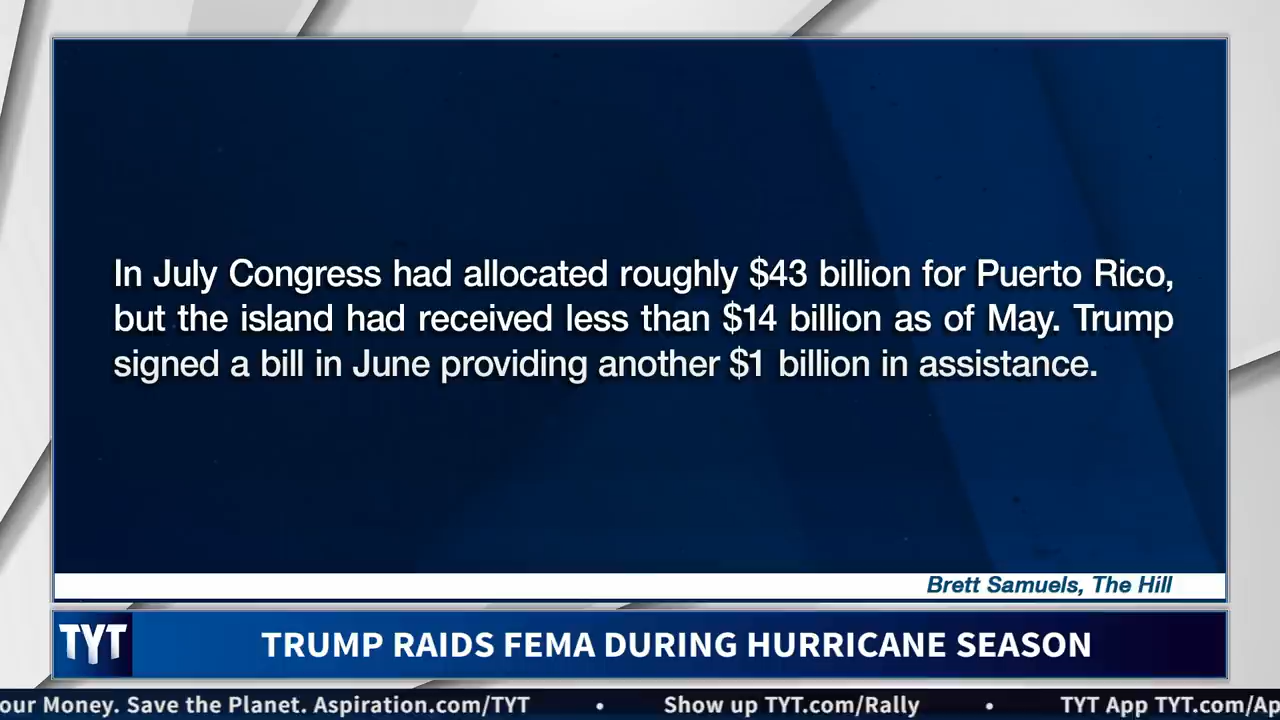 In July Congress had allocated roughly $43 billion for Puerto Rico,
but the island had received less than $14 billion as of May. Trump
signed a bill in June providing another $1 billion in assistance.
Brett Samuels, The Hill
TYT
TRUMP RAIDS FEMA DURING HURRICANE SEASON
our Money. Save the Planet. Aspiration.com/TYT • Show up TYT.com/Rally • TYT App TYT.com/Ap